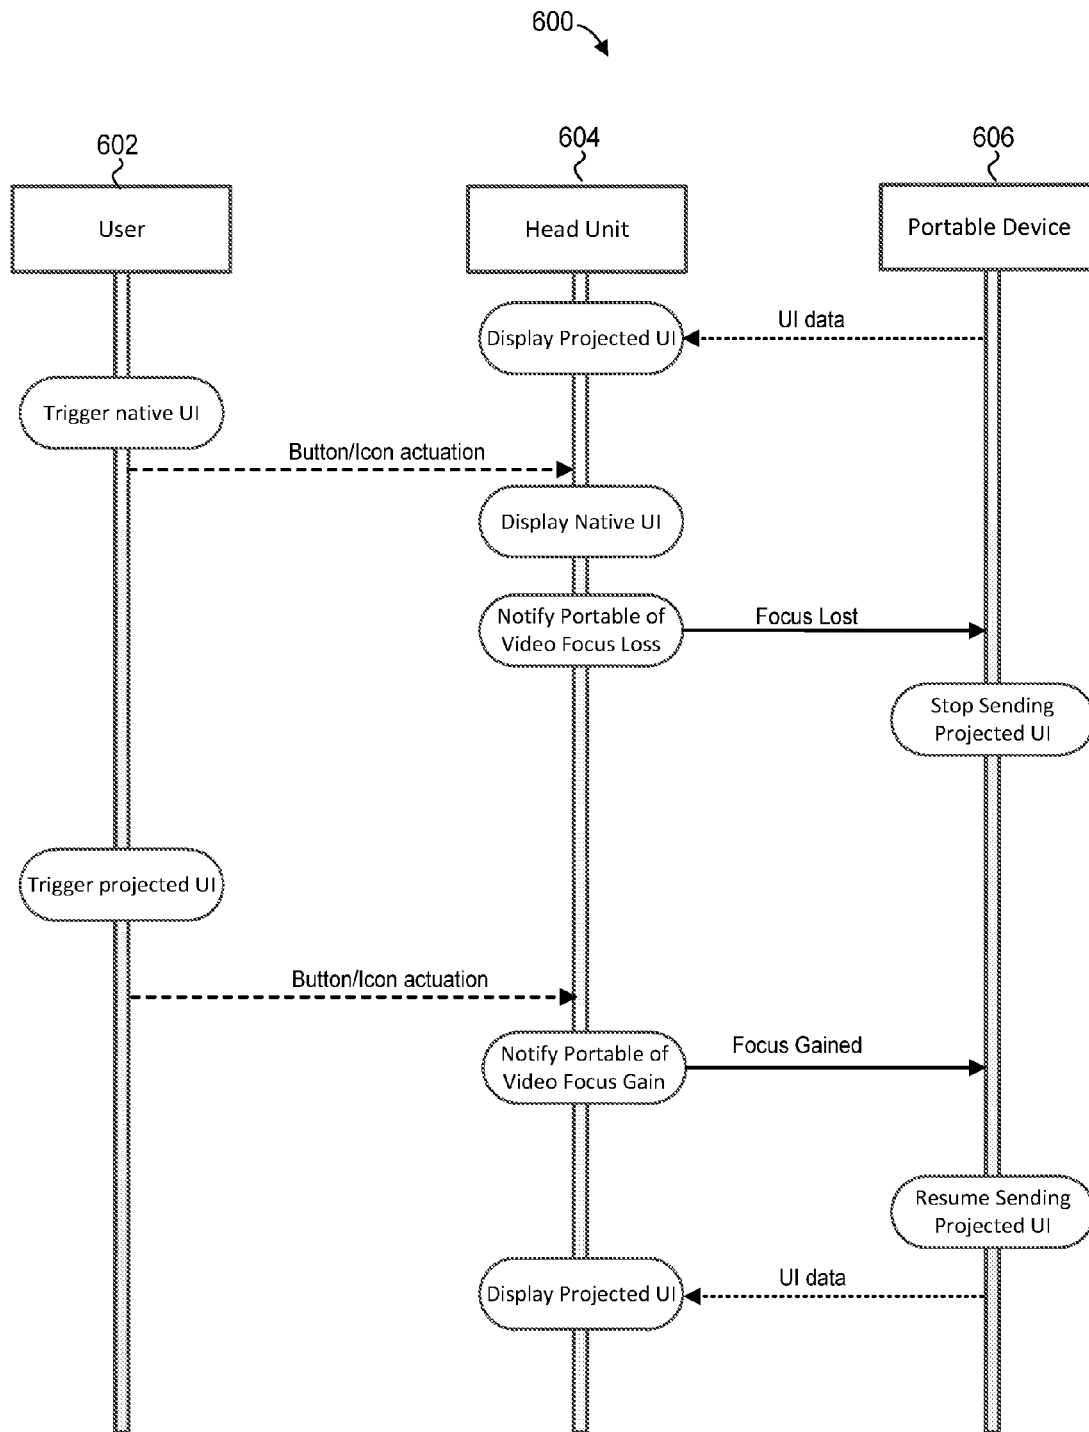 600
602
604
606
User
Head Unit
Portable Device
Display Projected UI
UI data
Trigger native UI
Button/Icon actuation
Display Native UI
Notify Portable of
Video Focus Loss
Focus Lost
Stop Sending
Projected UI
Trigger projected UI
Button/Icon actuation
Notify Portable of
Video Focus Gain
Focus Gained
Resume Sending
Projected UI
Display Projected UI
UI data